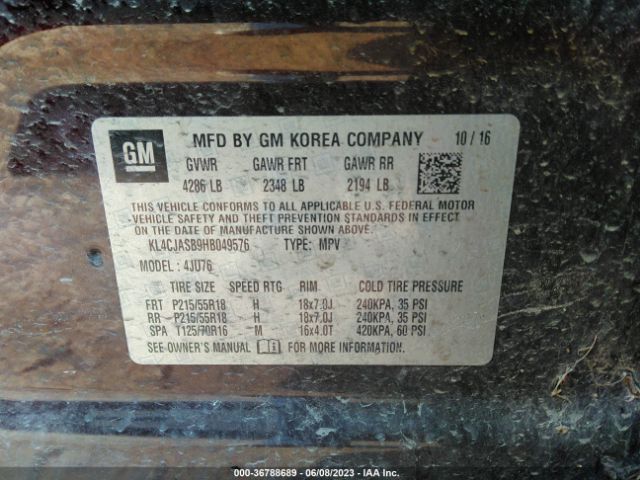 GM
MFD BY GM KOREA COMPANY 10/16
GVWR GAWR FRT GAWR RR
4286 LB 2348 LB 2194 LB
THIS VEHICLE CONFORMS TO ALL APPLICABLE U.S. FEDERAL MOTOR
VEHICLE SAFETY AND THEFT PREVENTION STANDARDS IN EFFECT ON
THE DATE OF MANUFACTURE SHOWN ABOVE.
KL4CJASB9HB049576 TYPE: MPV
MODEL: 4JU76
TIRE SIZE SPEED RTG RIM COLD TIRE PRESSURE
FRT P215/55R18 H 18x7.0J 240KPA, 35 PSI
RR P215/55R18 H 18x7.0J 240KPA, 35 PSI
SPA T125/70R16 M 16x4.0T 420KPA, 60 PSI
SEE OWNER'S MANUAL FOR MORE INFORMATION.
000-36788689 - 06/08/2023 - IAA Inc.